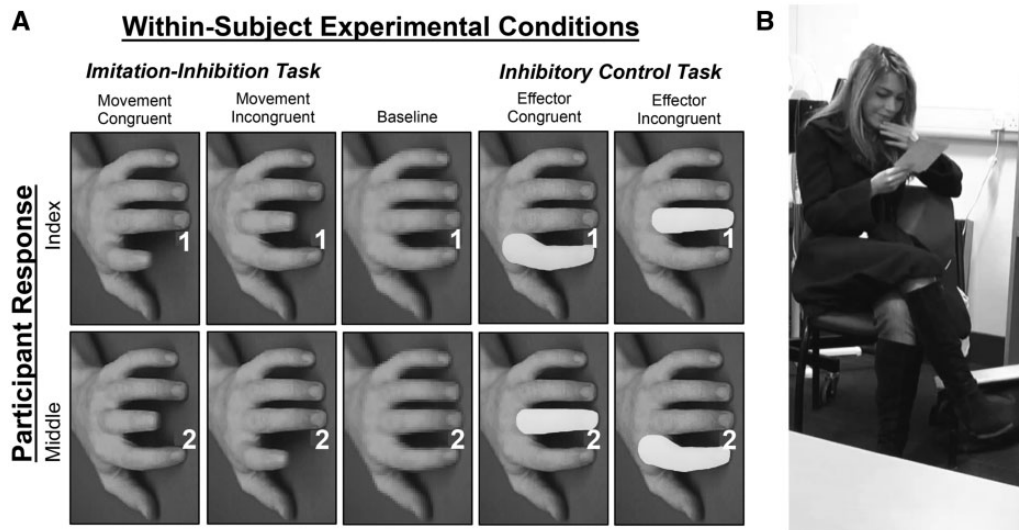 A
B
Within-Subject Experimental Conditions
Imitation-Inhibition Task
Inhibitory Control Task
Movement
Congruent
Movement
Incongruent
Baseline
Effector
Congruent
Effector
Incongruent
Participant Response
Index
1
1
1
1
1
Middle
2
2
2
2
2